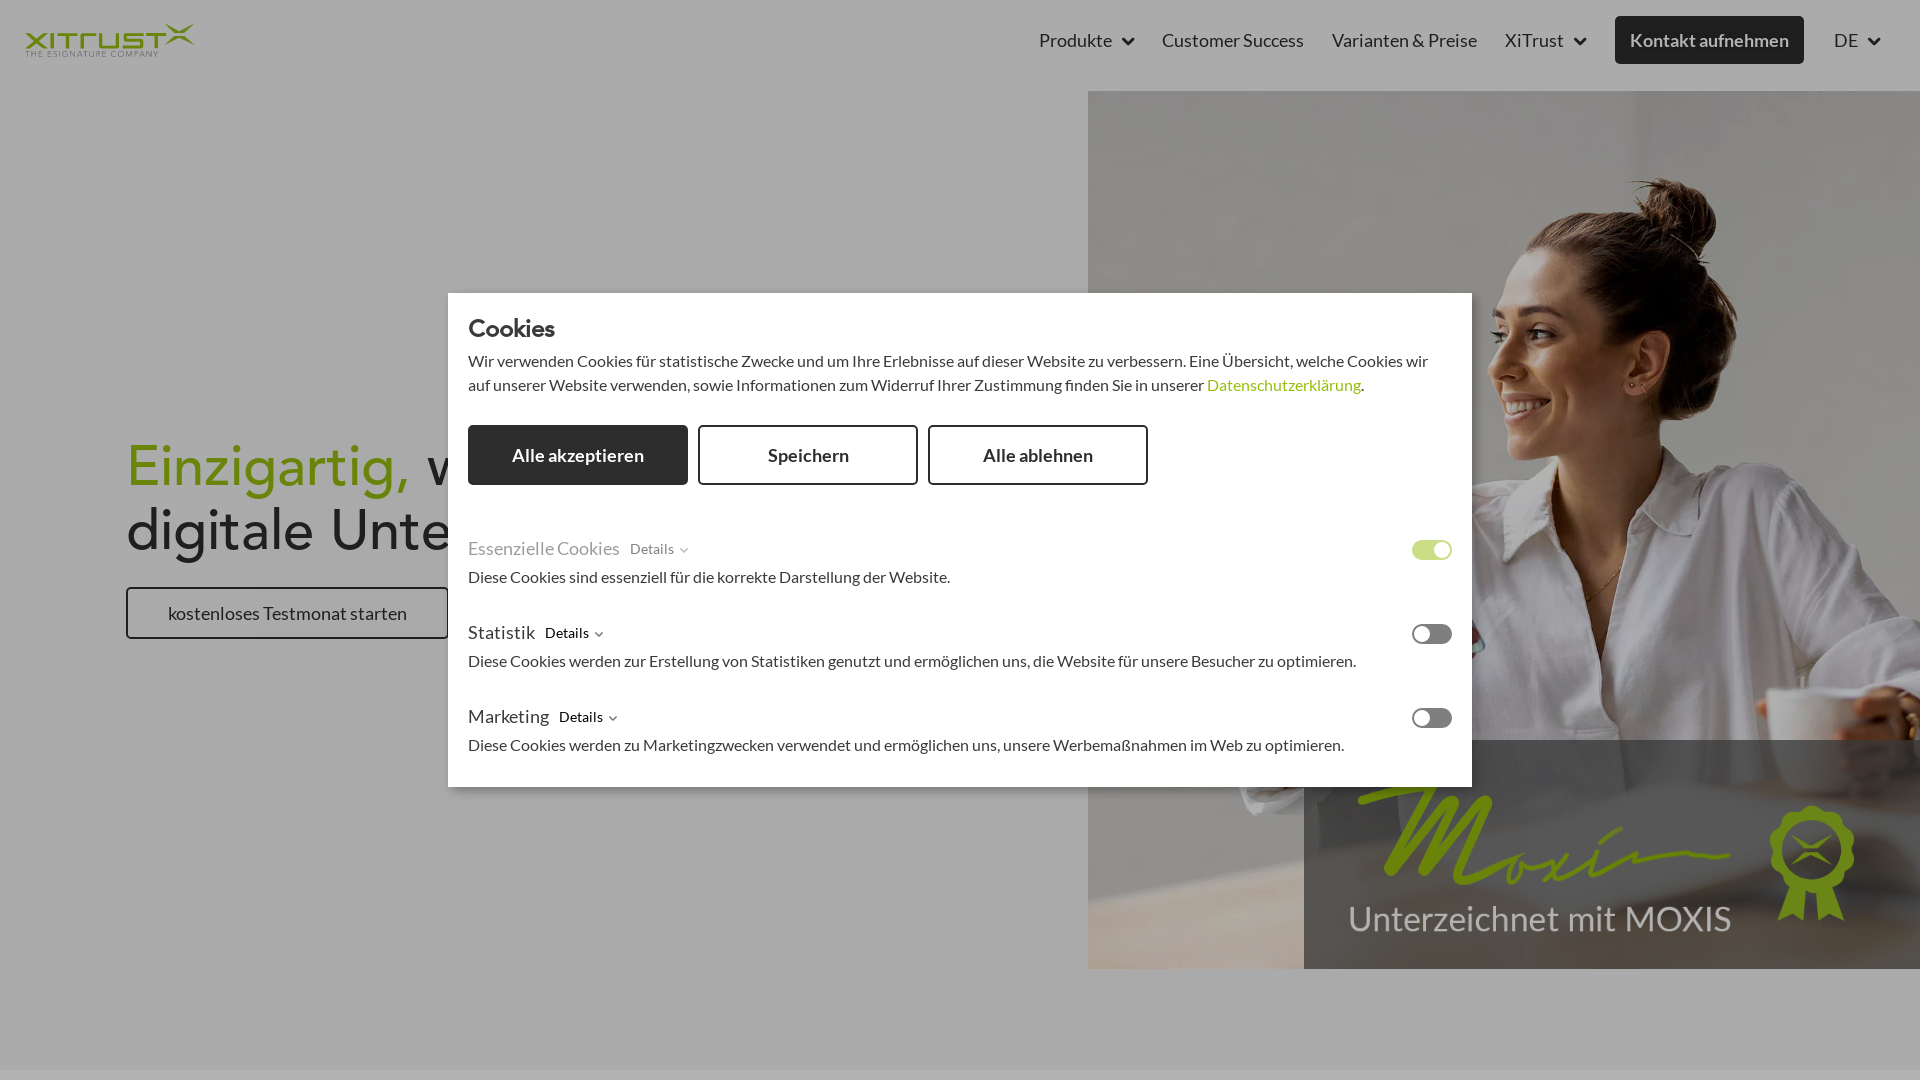 XITRUST
THE ESIGNATURE COMPANY
Produkte
Customer Success
Varianten & Preise
XiTrust
Kontakt aufnehmen
DE
Einzigartig,
digitale Unte
kostenloses Testmonat starten
Cookies
Wir verwenden Cookies für statistische Zwecke und um Ihre Erlebnisse auf dieser Website zu verbessern. Eine Übersicht, welche Cookies wir
auf unserer Website verwenden, sowie Informationen zum Widerruf Ihrer Zustimmung finden Sie in unserer Datenschutzerklärung.
Alle akzeptieren
Speichern
Alle ablehnen
Essenzielle Cookies Details
Diese Cookies sind essenziell für die korrekte Darstellung der Website.
Statistik Details
Diese Cookies werden zur Erstellung von Statistiken genutzt und ermöglichen uns, die Website für unsere Besucher zu optimieren.
Marketing Details
Diese Cookies werden zu Marketingzwecken verwendet und ermöglichen uns, unsere Werbemaßnahmen im Web zu optimieren.
Moxis
Unterzeichnet mit MOXIS